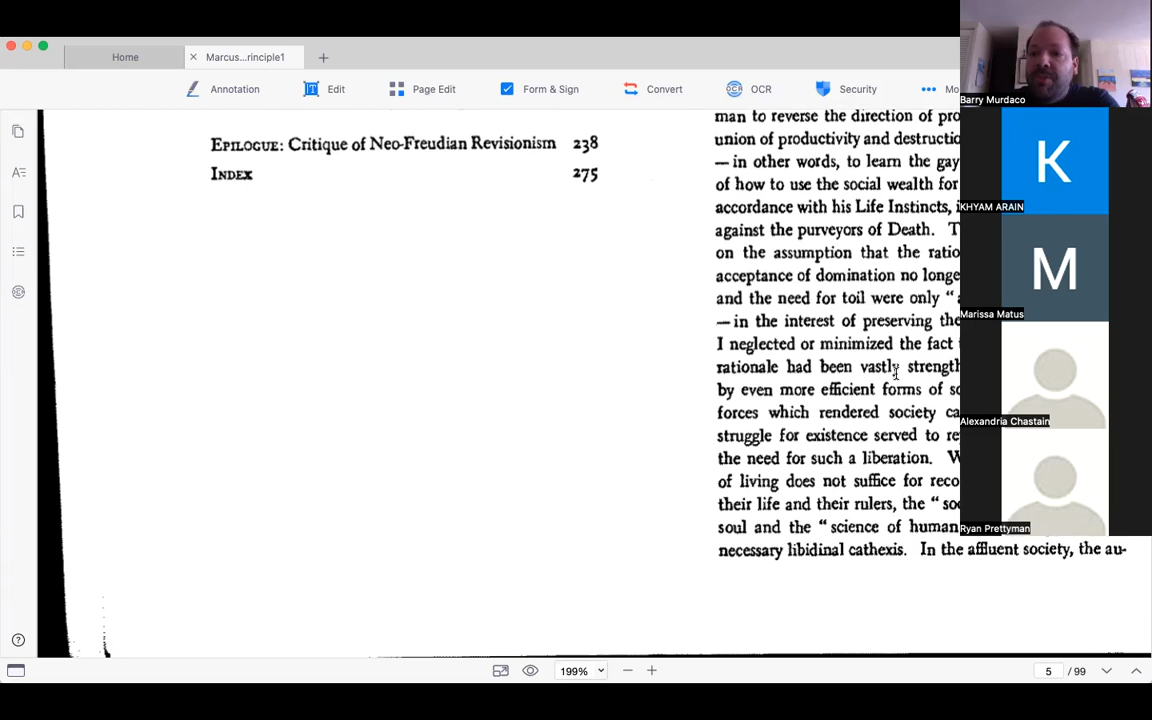 Home
Marcus...rinciple1
Annotation
Edit
Page Edit
Form & Sign
Convert
OCR
Security
Mo
Barry Murdaco
K
KHYAM ARAIN
M
Marissa Matus
Alexandria Chastain
Ryan Prettyman
EPILOGUE: Critique of Neo-Freudian Revisionism 238
INDEX 275
man to reverse the direction of pro
union of productivity and destructio
—in other words, to learn the gay
of how to use the social wealth for
accordance with his Life Instincts, i
against the purveyors of Death. T
on the assumption that the ratio
acceptance of domination no longe
and the need for toil were only "a
—in the interest of preserving the
I neglected or minimized the fact
rationale had been vastly strength
by even more efficient forms of so
forces which rendered society ca
struggle for existence served to re
the need for such a liberation. W
of living does not suffice for reco
their life and their rulers, the "so
soul and the "science of human
necessary libidinal cathexis. In the affluent society, the au-
199%
5 / 99